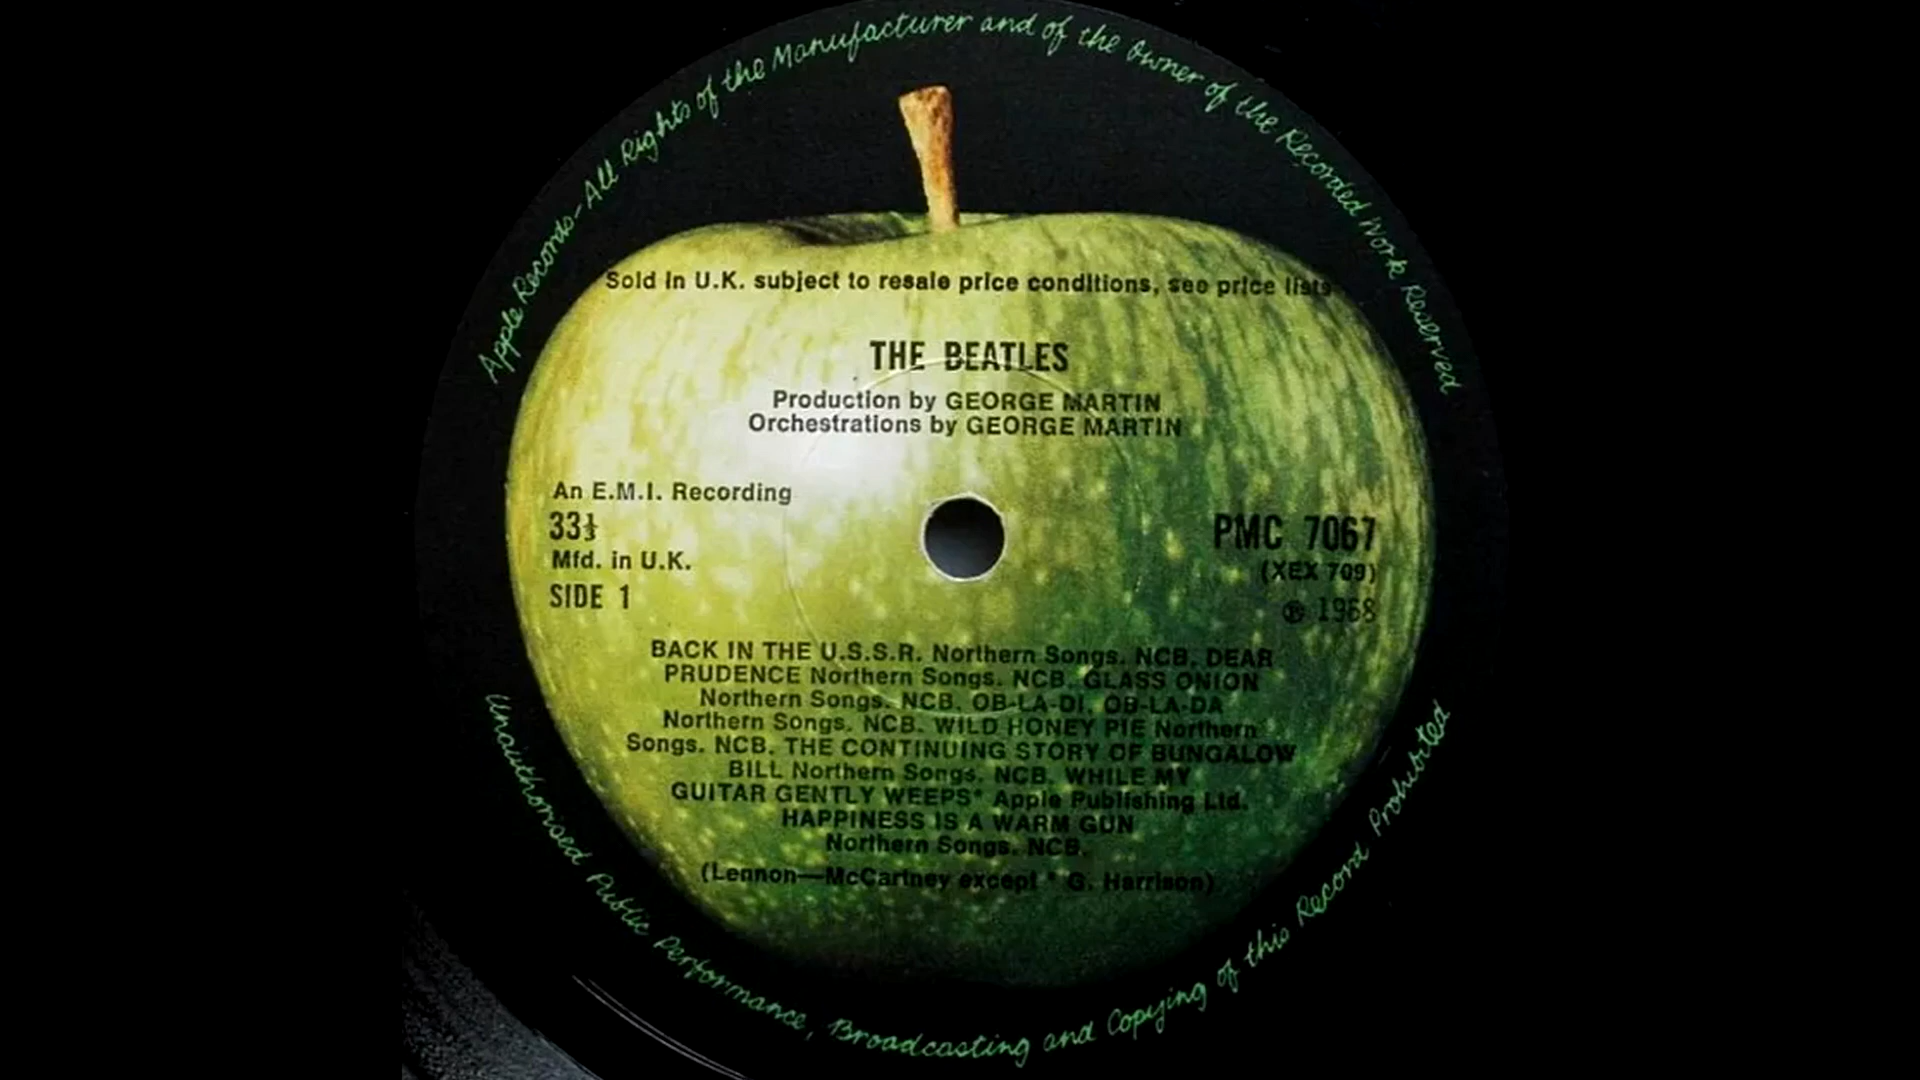 Apple Records-All Rights of the Manufacturer and of the Owner of the Recorded Work Reserved
Sold in U.K. subject to resale price conditions, see price lists
THE BEATLES
Production by GEORGE MARTIN
Orchestrations by GEORGE MARTIN
An E.M.I. Recording
33⅓
Mfd. in U.K.
SIDE 1
PMC 7067
(XEX 709)
℗ 1968
BACK IN THE U.S.S.R. Northern Songs. NCB. DEAR
PRUDENCE Northern Songs. NCB. GLASS ONION
Northern Songs. NCB. OB-LA-DI, OB-LA-DA
Northern Songs. NCB. WILD HONEY PIE Northern
Songs. NCB. THE CONTINUING STORY OF BUNGALOW
BILL Northern Songs. NCB. WHILE MY
GUITAR GENTLY WEEPS* Apple Publishing Ltd.
HAPPINESS IS A WARM GUN
Northern Songs. NCB.
(Lennon—McCartney except * G. Harrison)
Unauthorised Public Performance, Broadcasting and Copying of this Record Prohibited